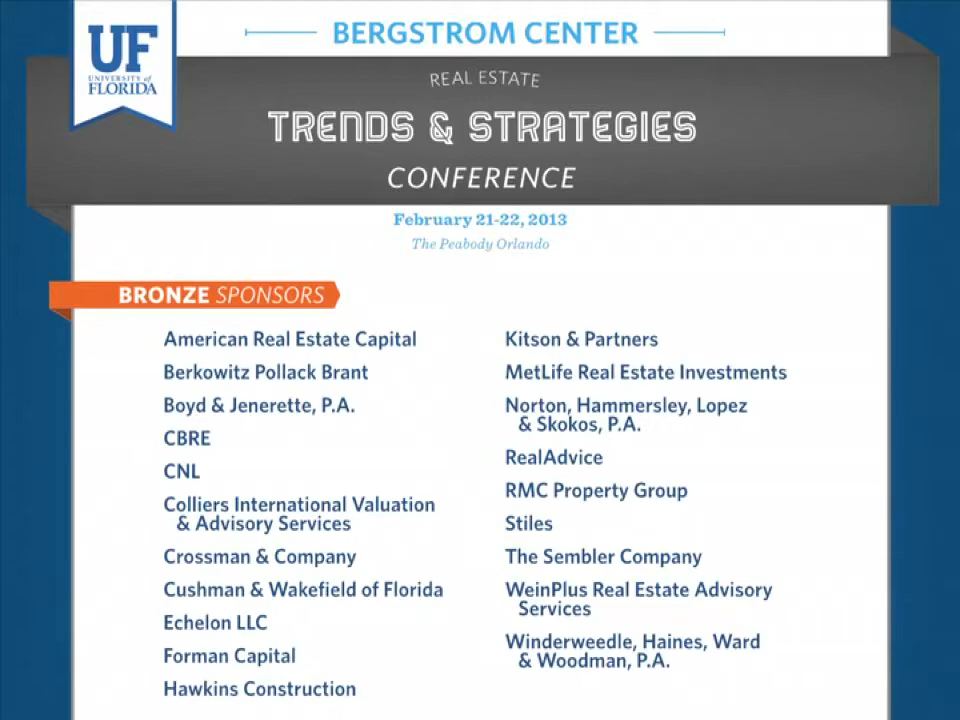 UF
UNIVERSITY of
FLORIDA
BERGSTROM CENTER
REAL ESTATE
TRENDS & STRATEGIES
CONFERENCE
February 21-22, 2013
The Peabody Orlando
BRONZE SPONSORS
American Real Estate Capital
Berkowitz Pollack Brant
Boyd & Jenerette, P.A.
CBRE
CNL
Colliers International Valuation
& Advisory Services
Crossman & Company
Cushman & Wakefield of Florida
Echelon LLC
Forman Capital
Hawkins Construction
Kitson & Partners
MetLife Real Estate Investments
Norton, Hammersley, Lopez
& Skokos, P.A.
RealAdvice
RMC Property Group
Stiles
The Sembler Company
WeinPlus Real Estate Advisory
Services
Winderweedle, Haines, Ward
& Woodman, P.A.